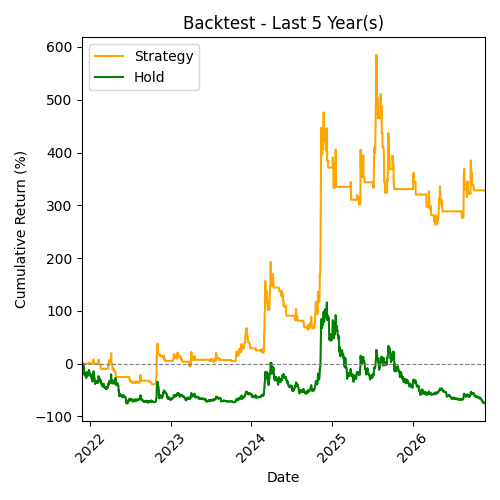 Backtest - Last 5 Year(s)
Strategy
Hold
Cumulative Return (%)
600
500
400
300
200
100
0
−100
2022
2023
2024
2025
2026
Date